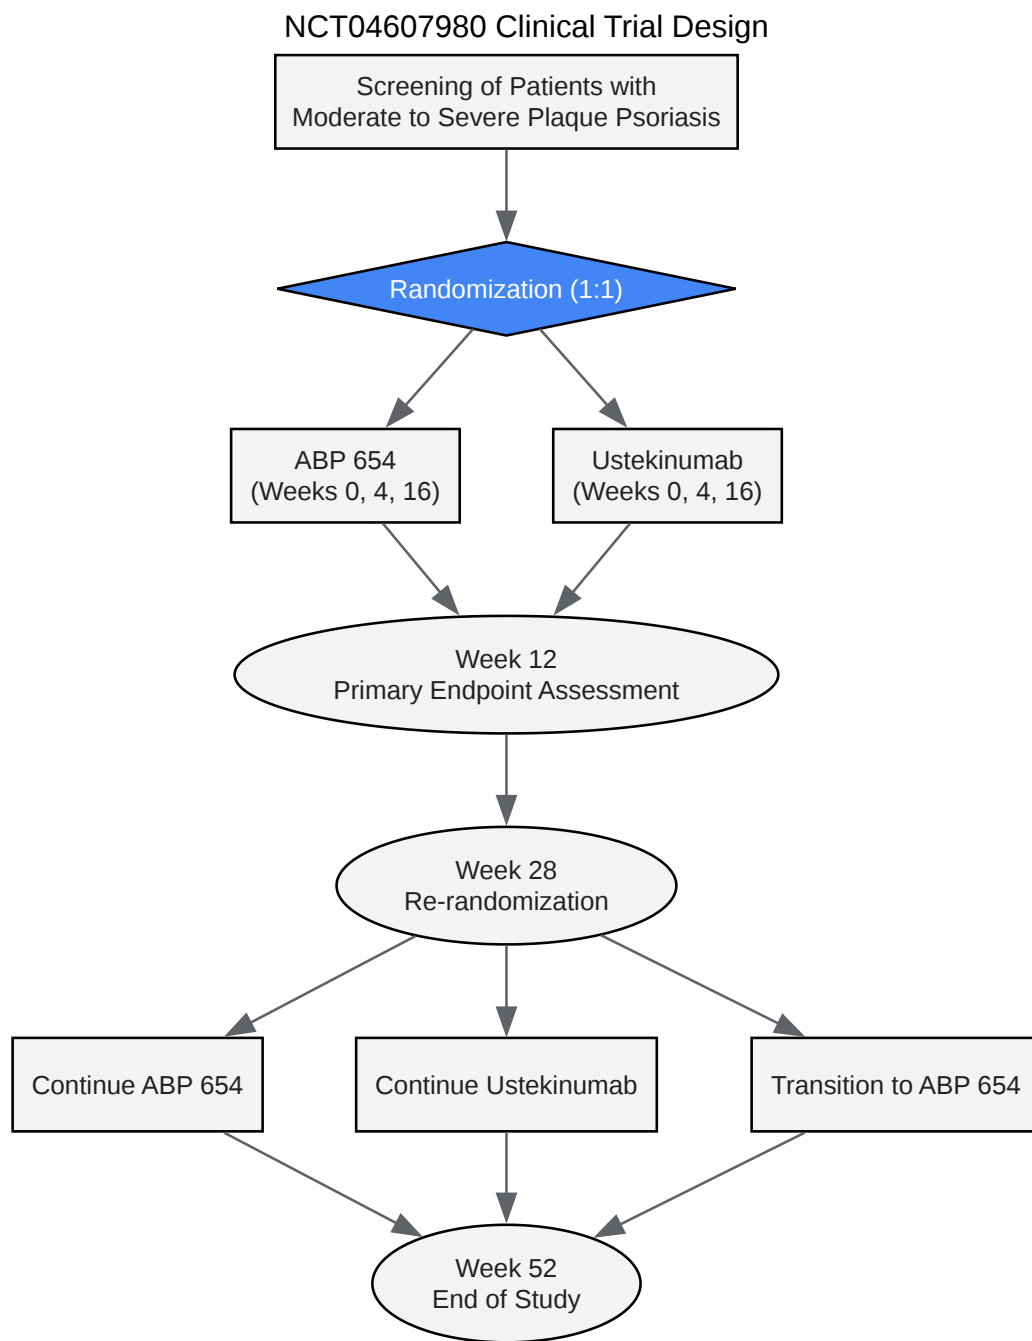 NCT04607980 Clinical Trial Design
Screening of Patients with
Moderate to Severe Plaque Psoriasis
Randomization (1:1)
ABP 654
(Weeks 0, 4, 16)
Ustekinumab
(Weeks 0, 4, 16)
Week 12
Primary Endpoint Assessment
Week 28
Re-randomization
Continue ABP 654
Continue Ustekinumab
Transition to ABP 654
Week 52
End of Study